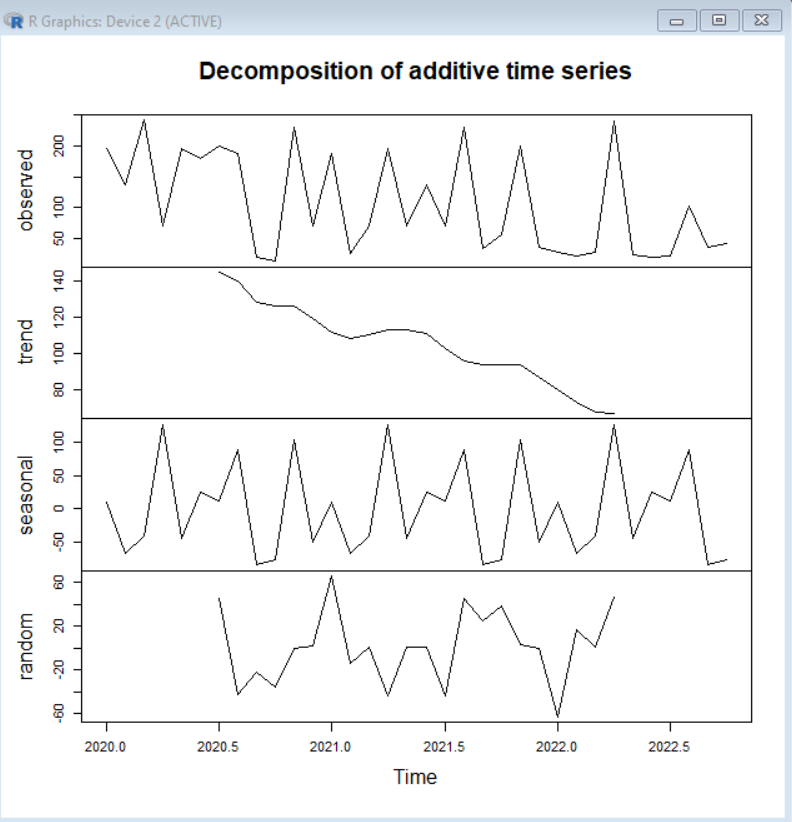 R Graphics: Device 2 (ACTIVE)
Decomposition of additive time series
observed
50 100 200
trend
80 100 120 140
seasonal
-50 0 50 100
random
-60 -20 20 60
2020.0 2020.5 2021.0 2021.5 2022.0 2022.5
Time